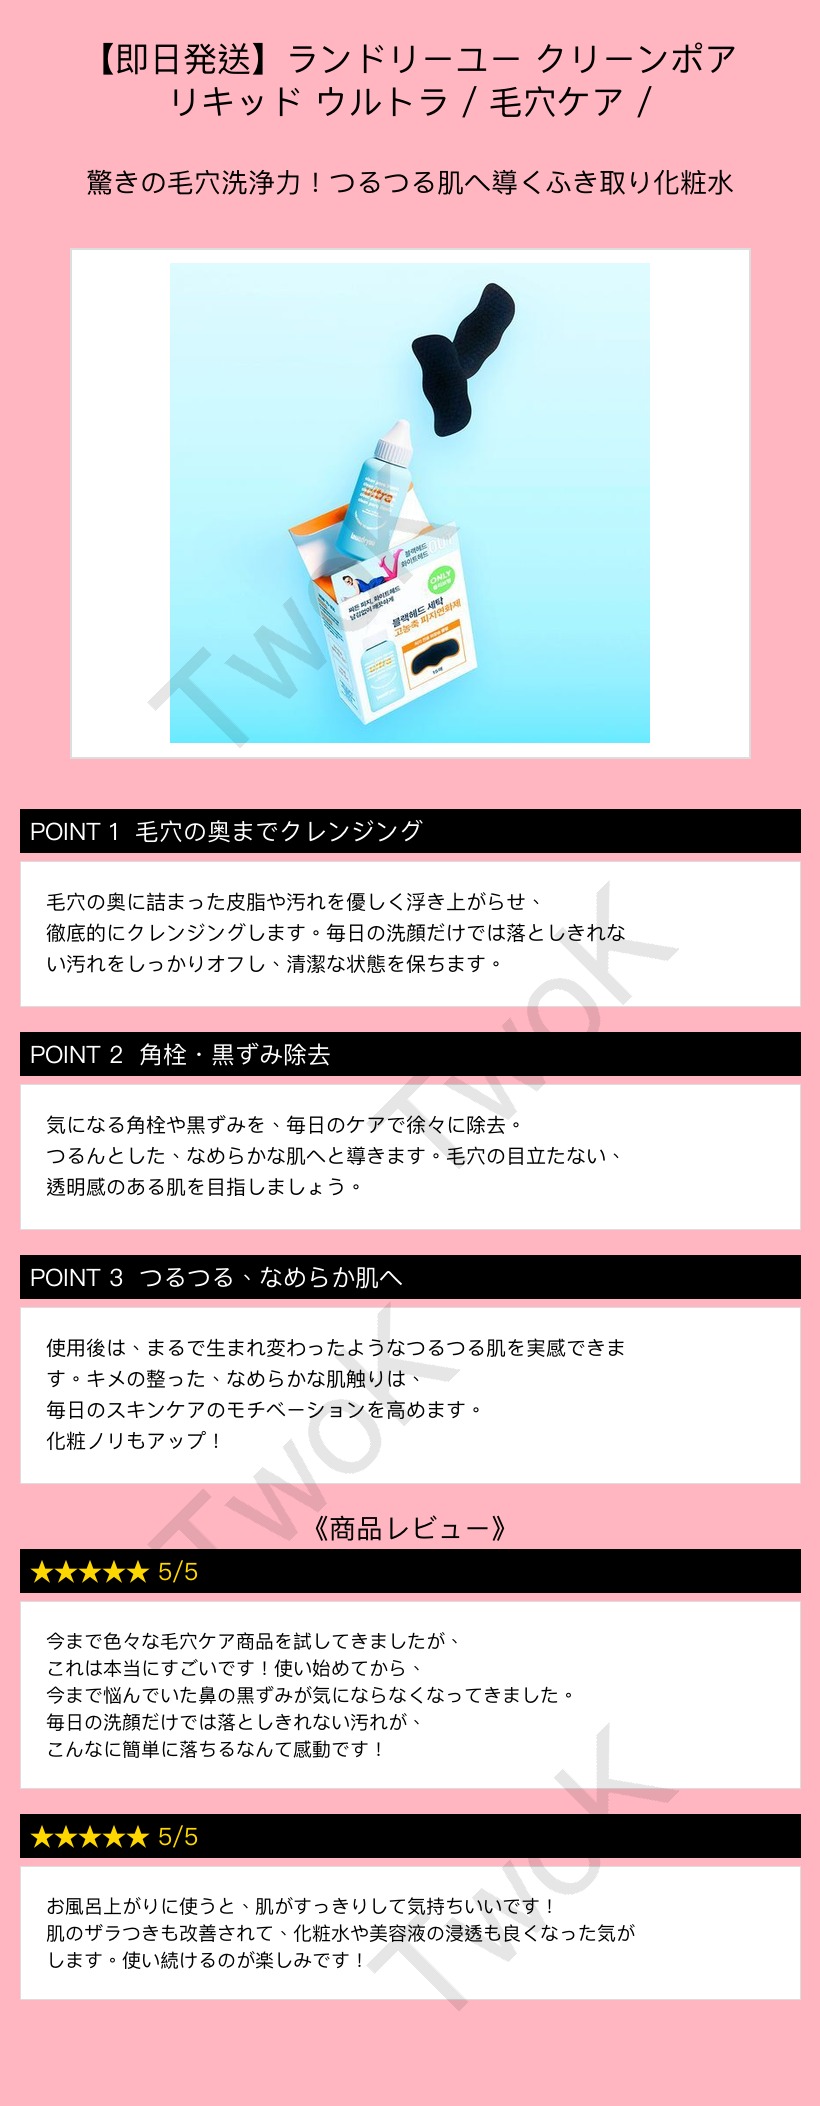 【即日発送】ランドリーユー クリーンポア
リキッド ウルトラ / 毛穴ケア /
驚きの毛穴洗浄力！つるつる肌へ導くふき取り化粧水
ultra
블랙헤드
화이트헤드
ONLY
블랙헤드 세탁
고농축 피지연화제
10매
TwoK
POINT 1 毛穴の奥までクレンジング
毛穴の奥に詰まった皮脂や汚れを優しく浮き上がらせ、
徹底的にクレンジングします。毎日の洗顔だけでは落としきれな
い汚れをしっかりオフし、清潔な状態を保ちます。
TwoK
POINT 2 角栓・黒ずみ除去
気になる角栓や黒ずみを、毎日のケアで徐々に除去。
つるんとした、なめらかな肌へと導きます。毛穴の目立たない、
透明感のある肌を目指しましょう。
POINT 3 つるつる、なめらか肌へ
使用後は、まるで生まれ変わったようなつるつる肌を実感できま
す。キメの整った、なめらかな肌触りは、
毎日のスキンケアのモチベーションを高めます。
化粧ノリもアップ！
TwoK
《商品レビュー》
★★★★★ 5/5
今まで色々な毛穴ケア商品を試してきましたが、
これは本当にすごいです！使い始めてから、
今まで悩んでいた鼻の黒ずみが気にならなくなってきました。
毎日の洗顔だけでは落としきれない汚れが、
こんなに簡単に落ちるなんて感動です！
★★★★★ 5/5
お風呂上がりに使うと、肌がすっきりして気持ちいいです！
肌のザラつきも改善されて、化粧水や美容液の浸透も良くなった気が
します。使い続けるのが楽しみです！
TwoK